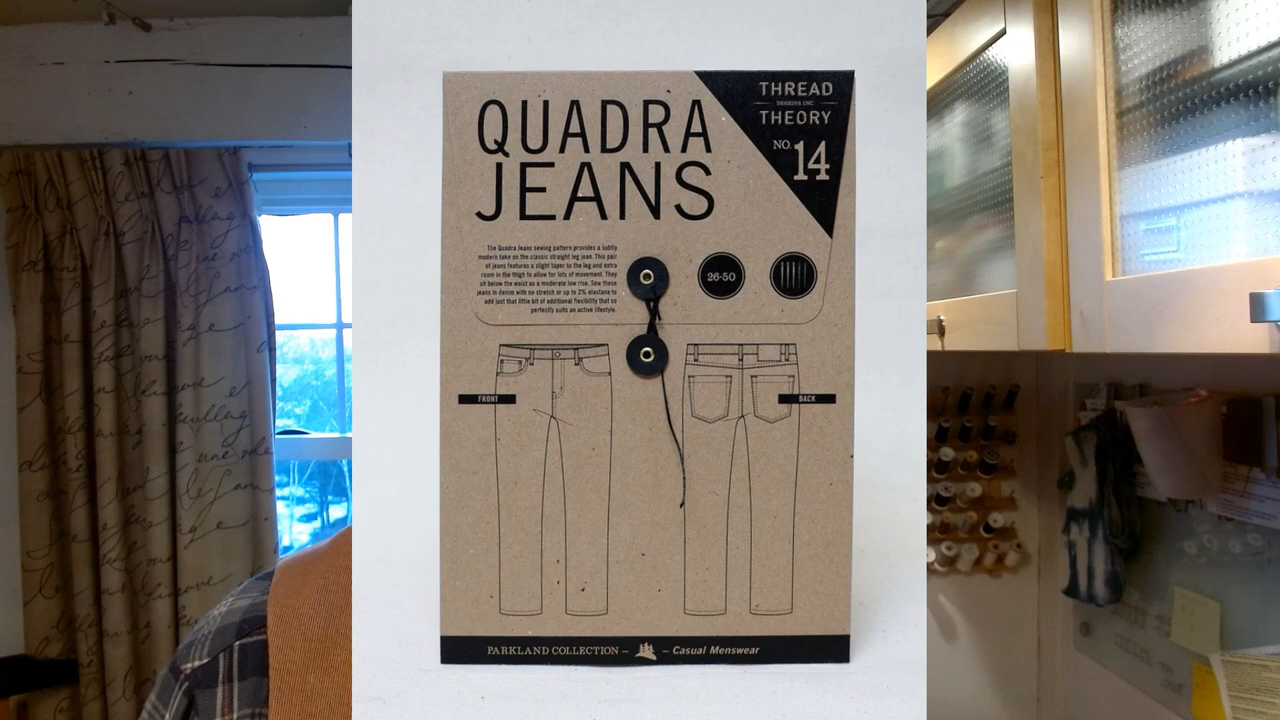 QUADRA
JEANS
THREAD
DESIGNS INC
THEORY
NO. 14
The Quadra Jeans sewing pattern provides a subtly
modern take on the classic straight leg jean. This pair
of jeans features a slight taper to the leg and extra
room in the thigh to allow for lots of movement. They
sit below the waist as a moderate low rise. Sew these
jeans in denim with no stretch or up to 2% elastane to
add just that little bit of additional flexibility that so
perfectly suits an active lifestyle.
26-50
FRONT
BACK
PARKLAND COLLECTION – – Casual Menswear